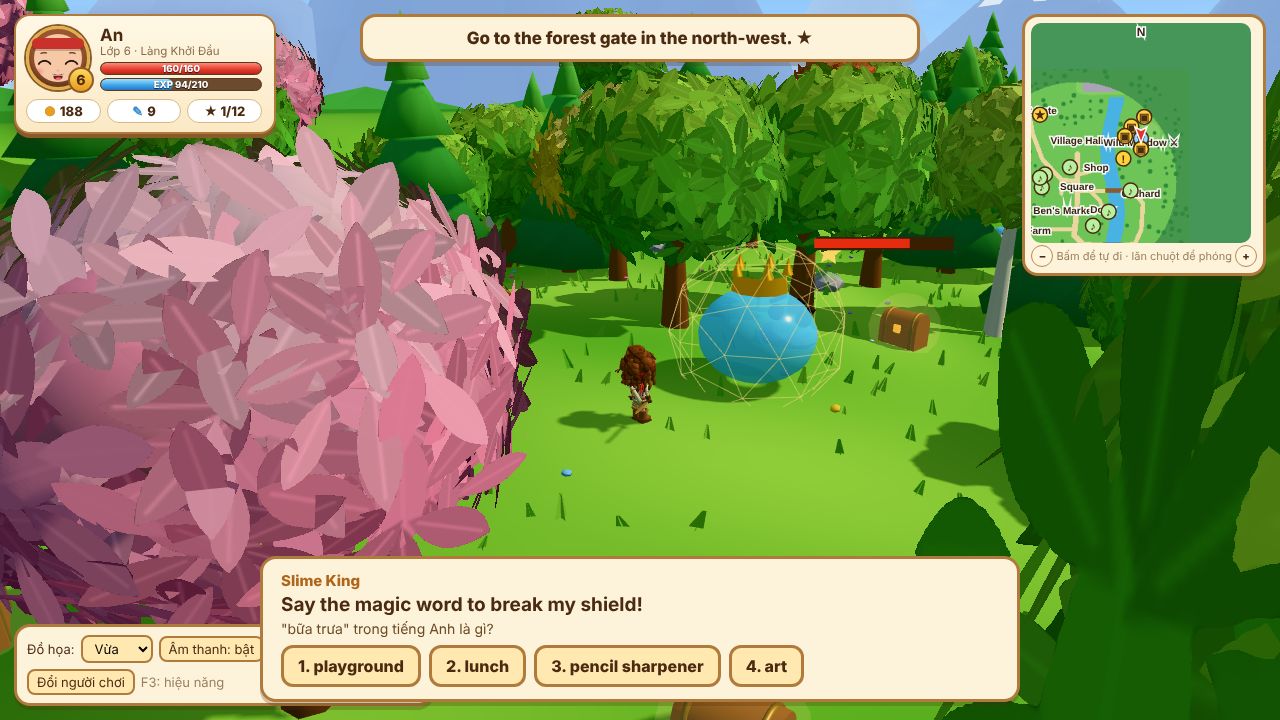 An
Lớp 6 · Làng Khởi Đầu
160/160
EXP 94/210
6
188
9
★ 1/12
Go to the forest gate in the north-west. ★
N
Village Hall
Shop
Square
Ben's Market
Bấm để tự đi · lăn chuột để phóng
Slime King
Say the magic word to break my shield!
"bữa trưa" trong tiếng Anh là gì?
1. playground
2. lunch
3. pencil sharpener
4. art
Đồ họa:
Vừa
Âm thanh: bật
Đổi người chơi
F3: hiệu năng